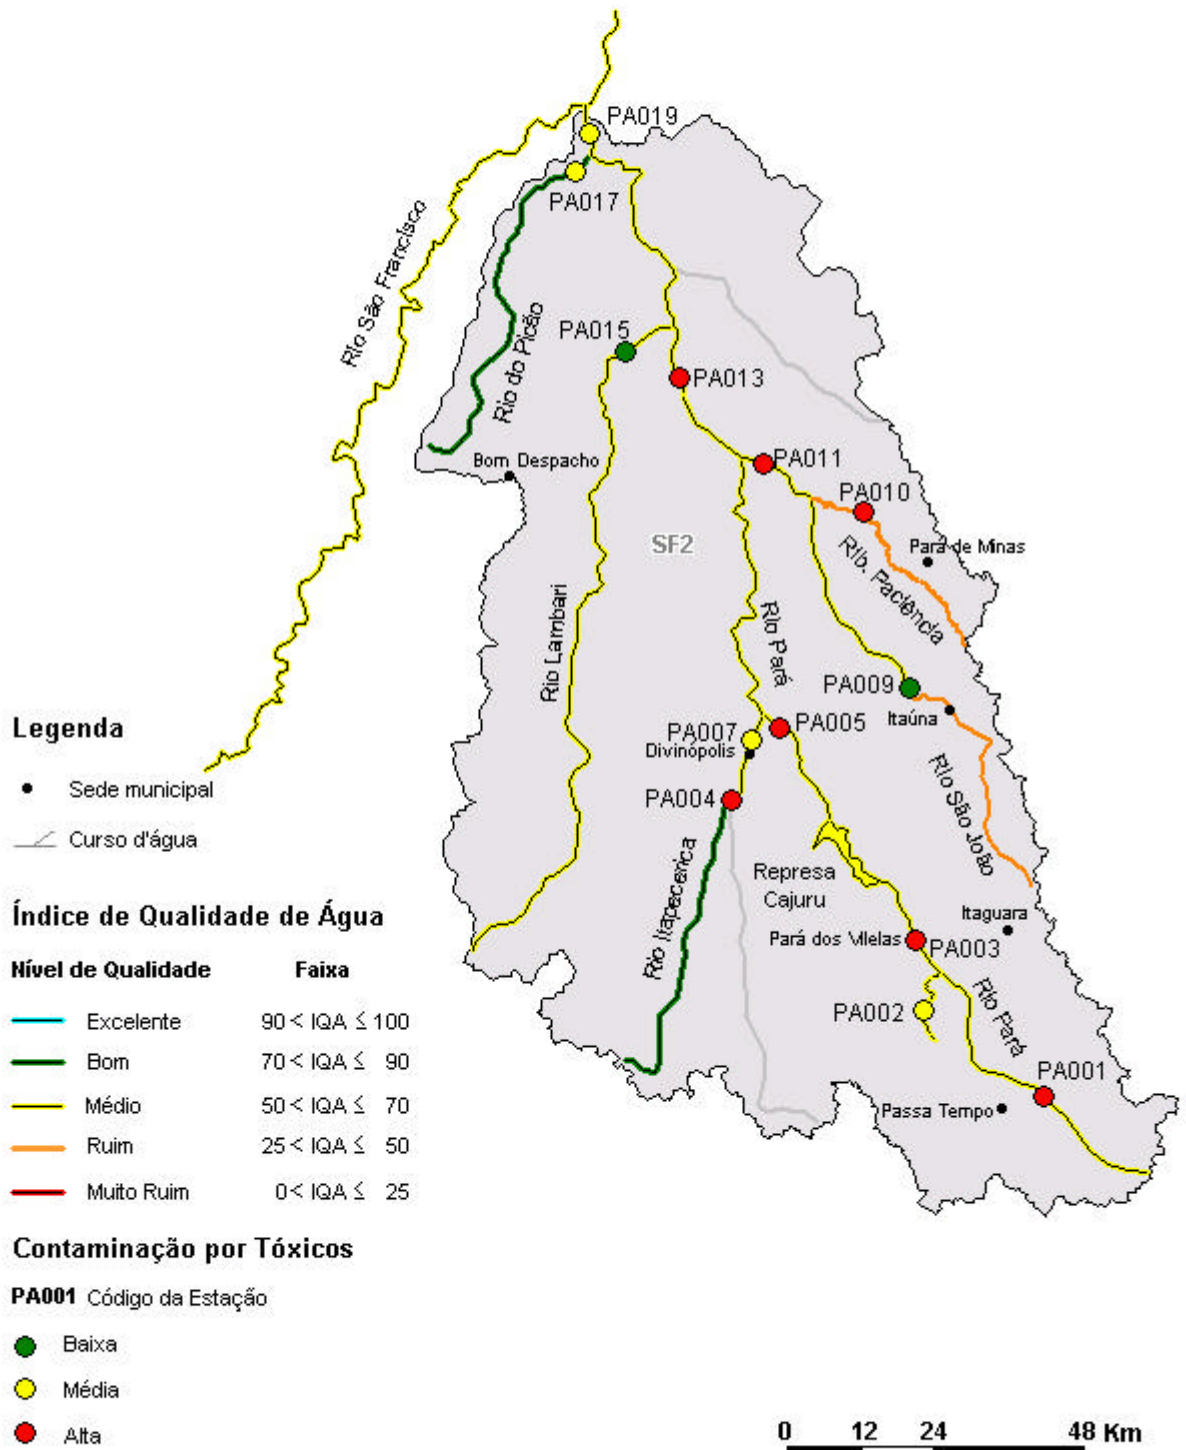 PA019
PA017
Rio São Francisco
PA015
Rio do Picão
PA013
Bom Despacho
PA011
PA010
SF2
Pará de Minas
Rib. Paciência
Rio Lambari
Rio Pará
PA009
Itaúna
PA007
PA005
Divinópolis
PA004
Rio São João
Rio Itapecerica
Represa
Cajuru
Itaguara
Pará dos Vilelas
PA003
PA002
Rio Pará
PA001
Passa Tempo
Legenda
Sede municipal
Curso d'água
Índice de Qualidade de Água
Nível de Qualidade Faixa
Excelente 90 < IQA ≤ 100
Bom 70 < IQA ≤ 90
Médio 50 < IQA ≤ 70
Ruim 25 < IQA ≤ 50
Muito Ruim 0 < IQA ≤ 25
Contaminação por Tóxicos
PA001 Código da Estação
Baixa
Média
Alta
0 12 24 48 Km